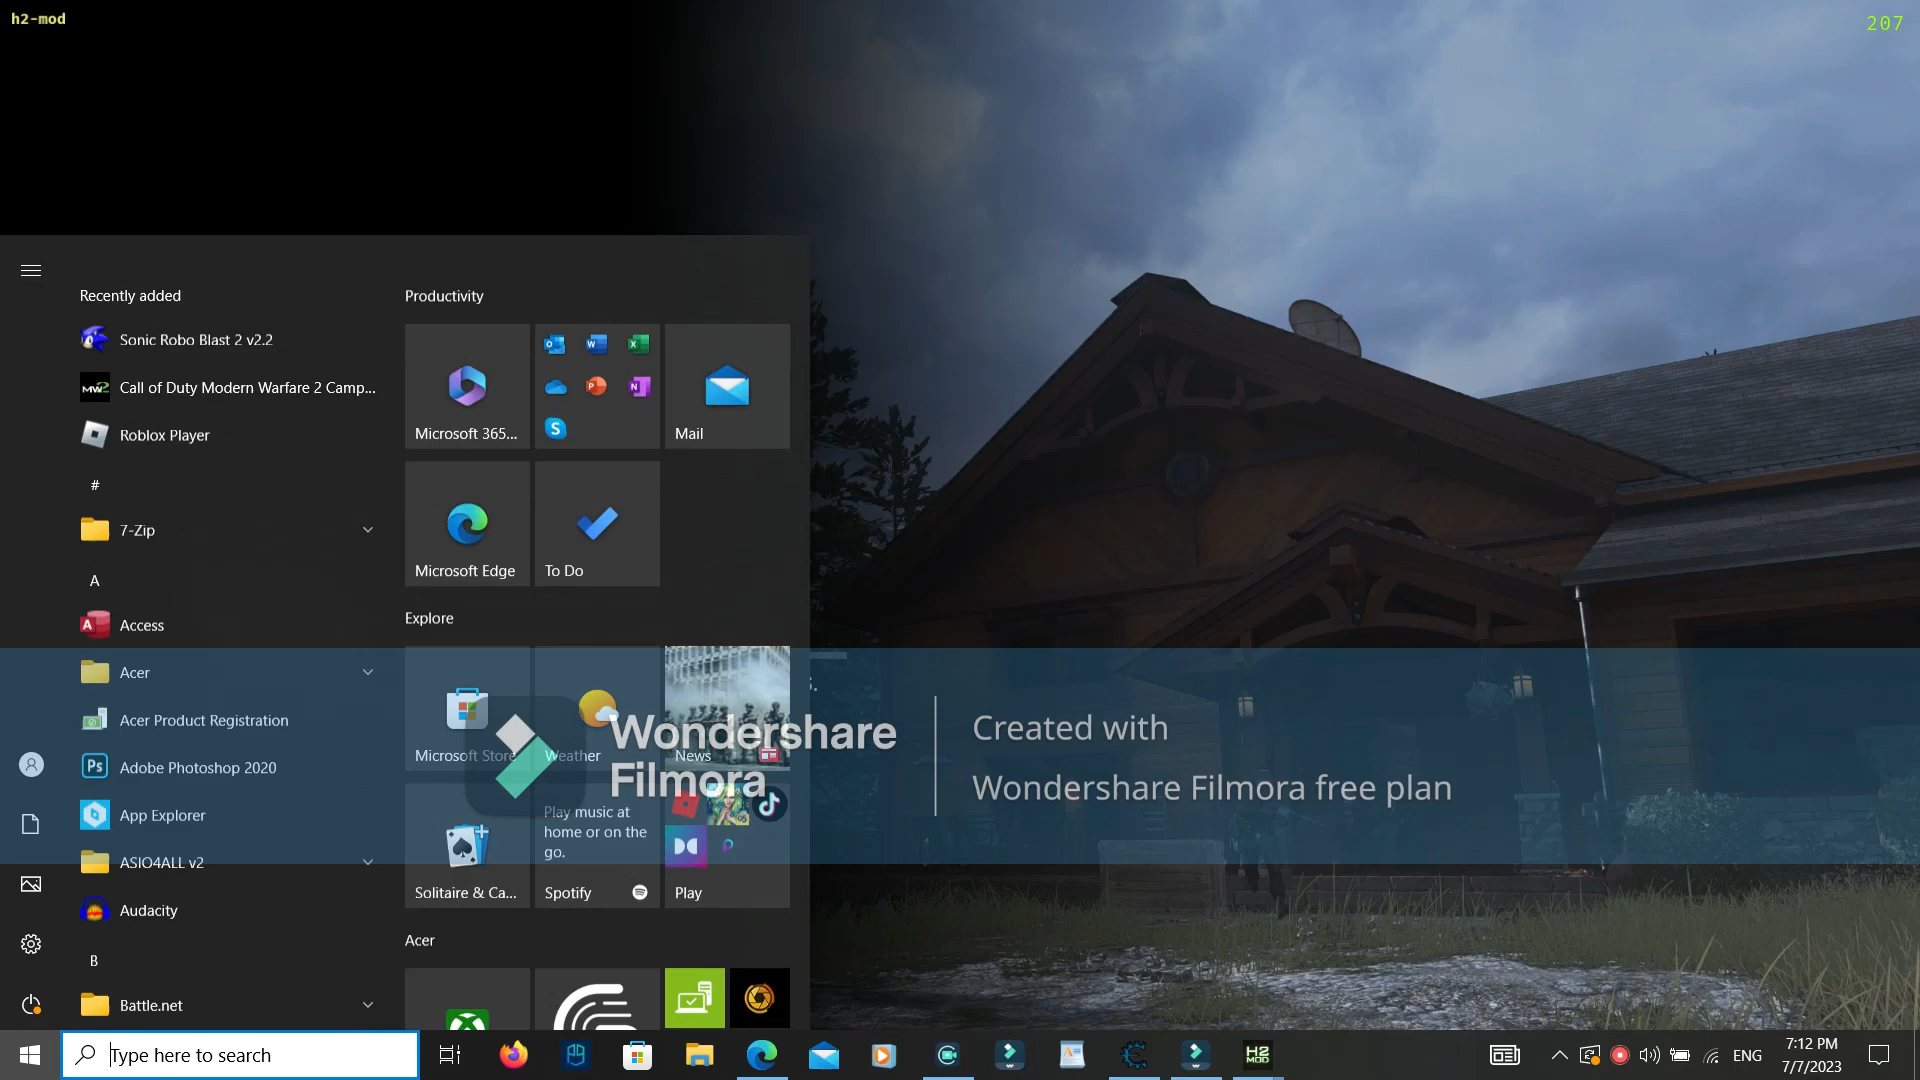 h2-mod
207
Recently added
Sonic Robo Blast 2 v2.2
Call of Duty Modern Warfare 2 Camp...
Roblox Player
#
7-Zip
A
Access
Acer
Acer Product Registration
Adobe Photoshop 2020
App Explorer
ASIO4ALL v2
Audacity
B
Battle.net
Productivity
Microsoft 365...
Mail
Microsoft Edge
To Do
Explore
Microsoft Store
Weather
News
Solitaire & Ca...
Play music at
home or on the
go.
Spotify
Play
Acer
s.
Wondershare
Filmora
Created with
Wondershare Filmora free plan
Type here to search
H2
MOD
ENG
7:12 PM
7/7/2023